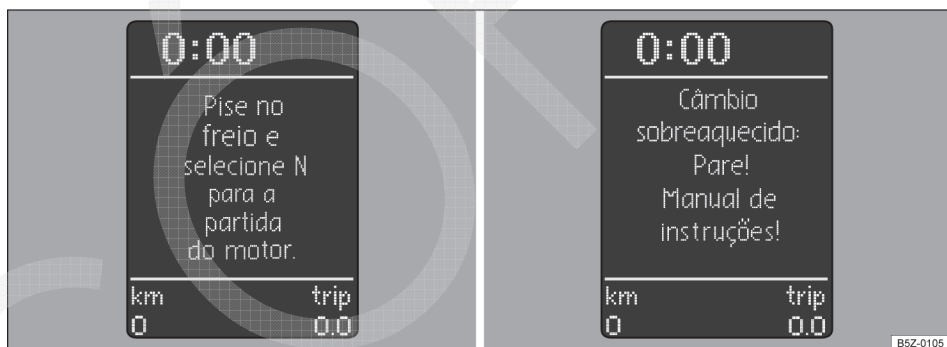 0:00
Pise no
freio e
selecione N
para a
partida
do motor.
km trip
0 0.0
0:00
Câmbio
sobreaquecido:
Pare!
Manual de
instruções!
km trip
0 0.0
B5Z-0105